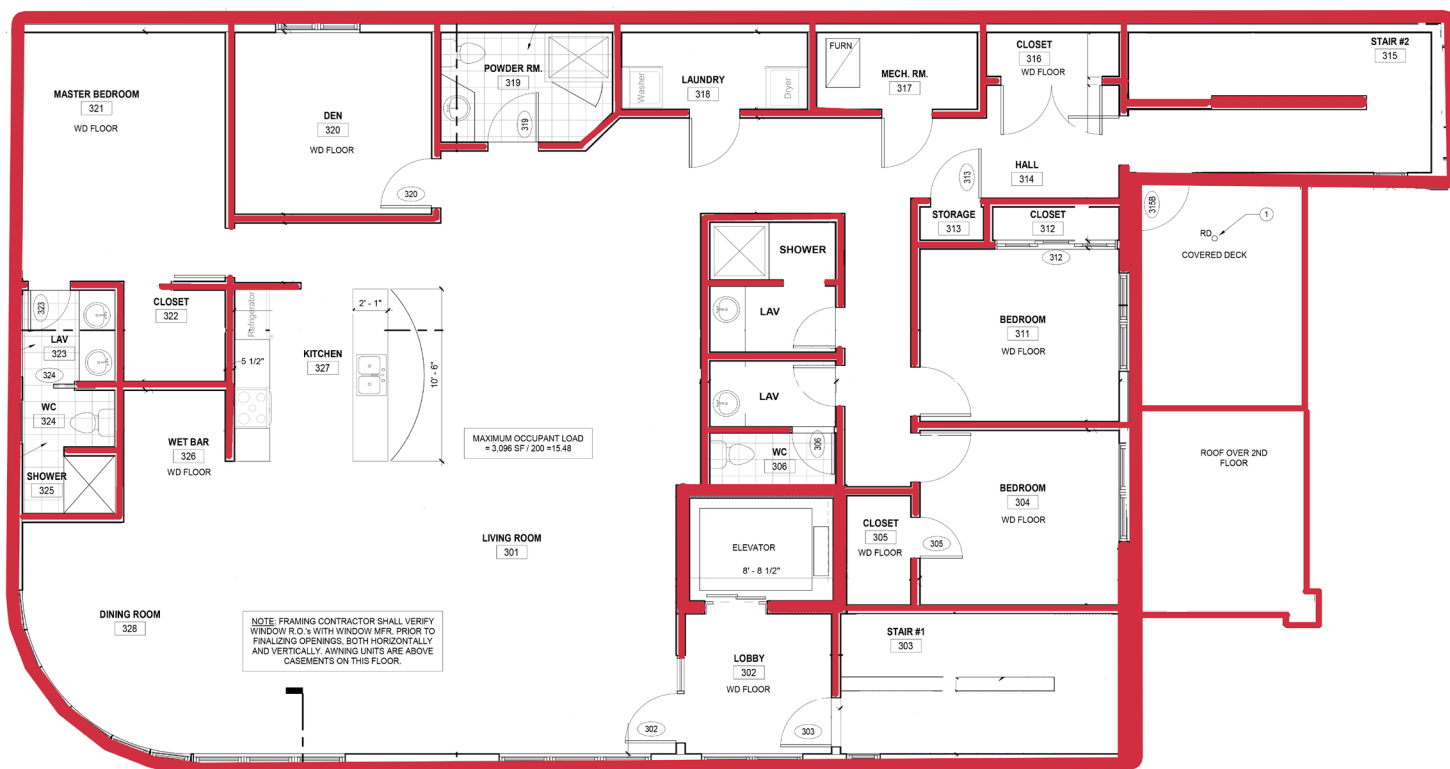 MASTER BEDROOM
321
WD FLOOR
DEN
320
WD FLOOR
320
POWDER RM.
319
319
LAUNDRY
318
Washer
Dryer
FURN
MECH. RM.
317
CLOSET
316
WD FLOOR
STAIR #2
315
HALL
314
313
STORAGE
313
CLOSET
312
312
315B
1
RD
COVERED DECK
SHOWER
LAV
LAV
WC
306
306
BEDROOM
311
WD FLOOR
BEDROOM
304
WD FLOOR
ROOF OVER 2ND
FLOOR
323
LAV
323
324
WC
324
SHOWER
325
CLOSET
322
Refrigerator
5 1/2"
KITCHEN
327
2' - 1"
10' - 6"
WET BAR
326
WD FLOOR
MAXIMUM OCCUPANT LOAD
= 3,096 SF / 200 =15.48
LIVING ROOM
301
ELEVATOR
8' - 8 1/2"
CLOSET
305
WD FLOOR
305
DINING ROOM
328
NOTE: FRAMING CONTRACTOR SHALL VERIFY
WINDOW R.O.'s WITH WINDOW MFR. PRIOR TO
FINALIZING OPENINGS, BOTH HORIZONTALLY
AND VERTICALLY. AWNING UNITS ARE ABOVE
CASEMENTS ON THIS FLOOR.
LOBBY
302
WD FLOOR
302
303
STAIR #1
303